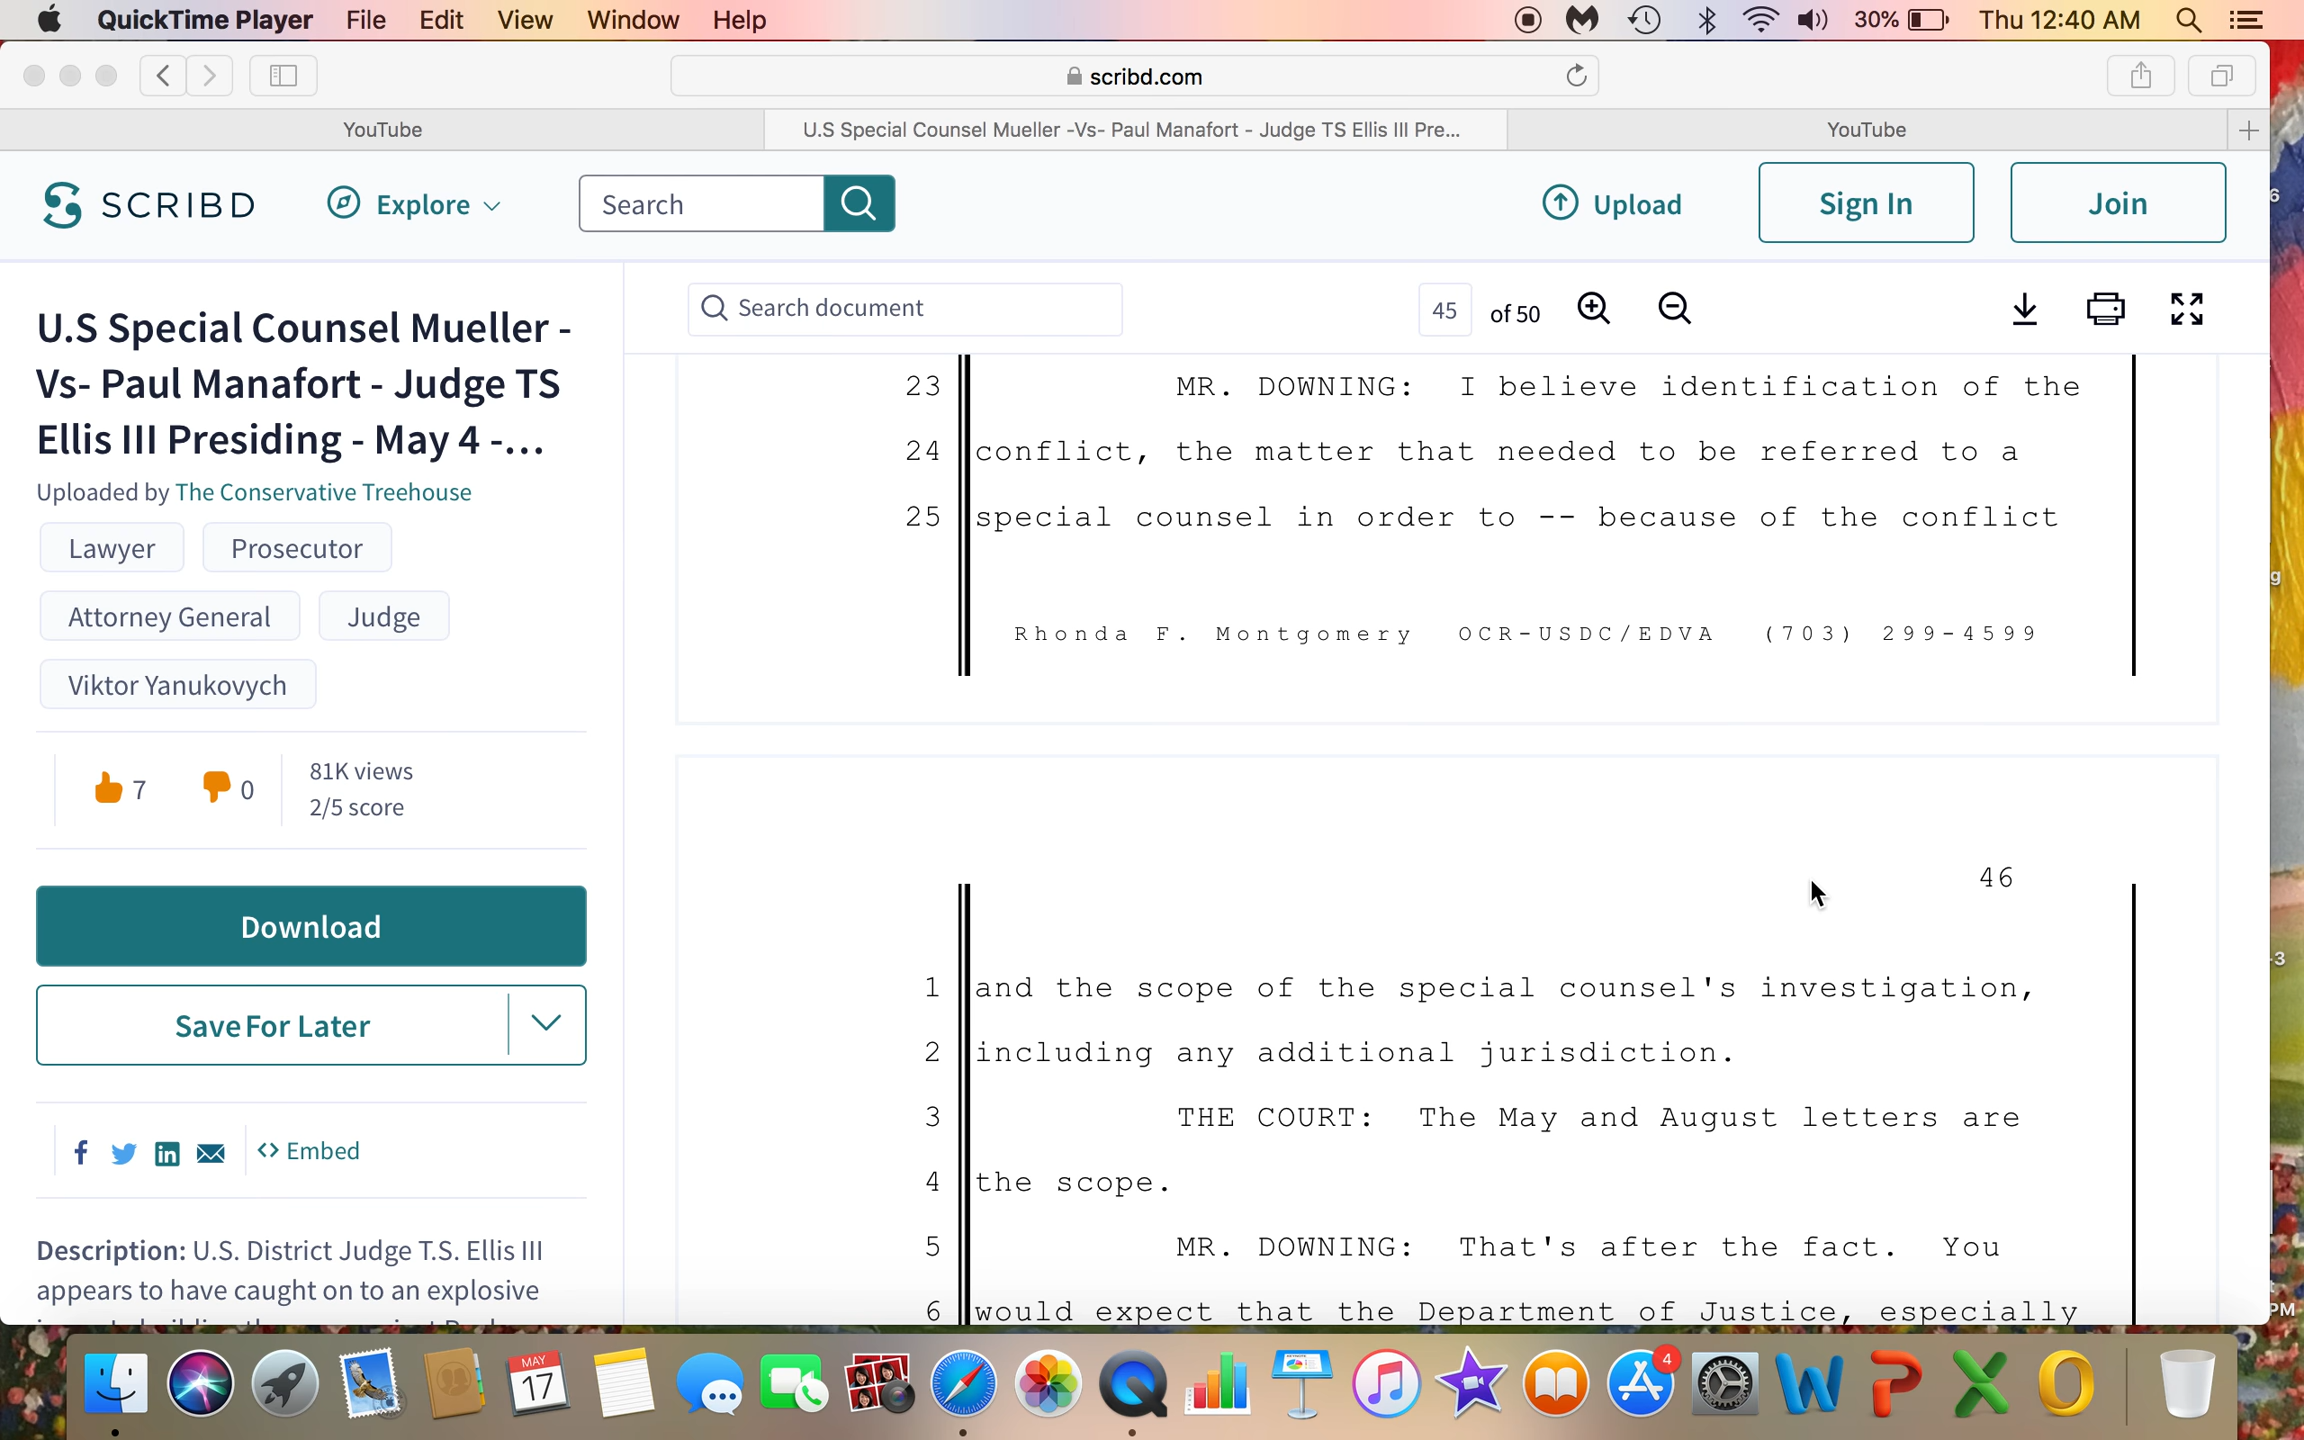 QuickTime Player File Edit View Window Help 30% Thu 12:40 AM
scribd.com
YouTube U.S Special Counsel Mueller -Vs- Paul Manafort - Judge TS Ellis III Pre... YouTube
SCRIBD Explore Search Upload Sign In Join
Search document 45 of 50
U.S Special Counsel Mueller -
Vs- Paul Manafort - Judge TS
Ellis III Presiding - May 4 -...
Uploaded by The Conservative Treehouse
Lawyer Prosecutor
Attorney General Judge
Viktor Yanukovych
7 0 81K views
2/5 score
Download
Save For Later
Embed
Description: U.S. District Judge T.S. Ellis III
appears to have caught on to an explosive
23 MR. DOWNING: I believe identification of the
24 conflict, the matter that needed to be referred to a
25 special counsel in order to -- because of the conflict
Rhonda F. Montgomery OCR-USDC/EDVA (703) 299-4599
46
1 and the scope of the special counsel's investigation,
2 including any additional jurisdiction.
3 THE COURT: The May and August letters are
4 the scope.
5 MR. DOWNING: That's after the fact. You
6 would expect that the Department of Justice, especially
6
g
-3
PM
MAY
17
4